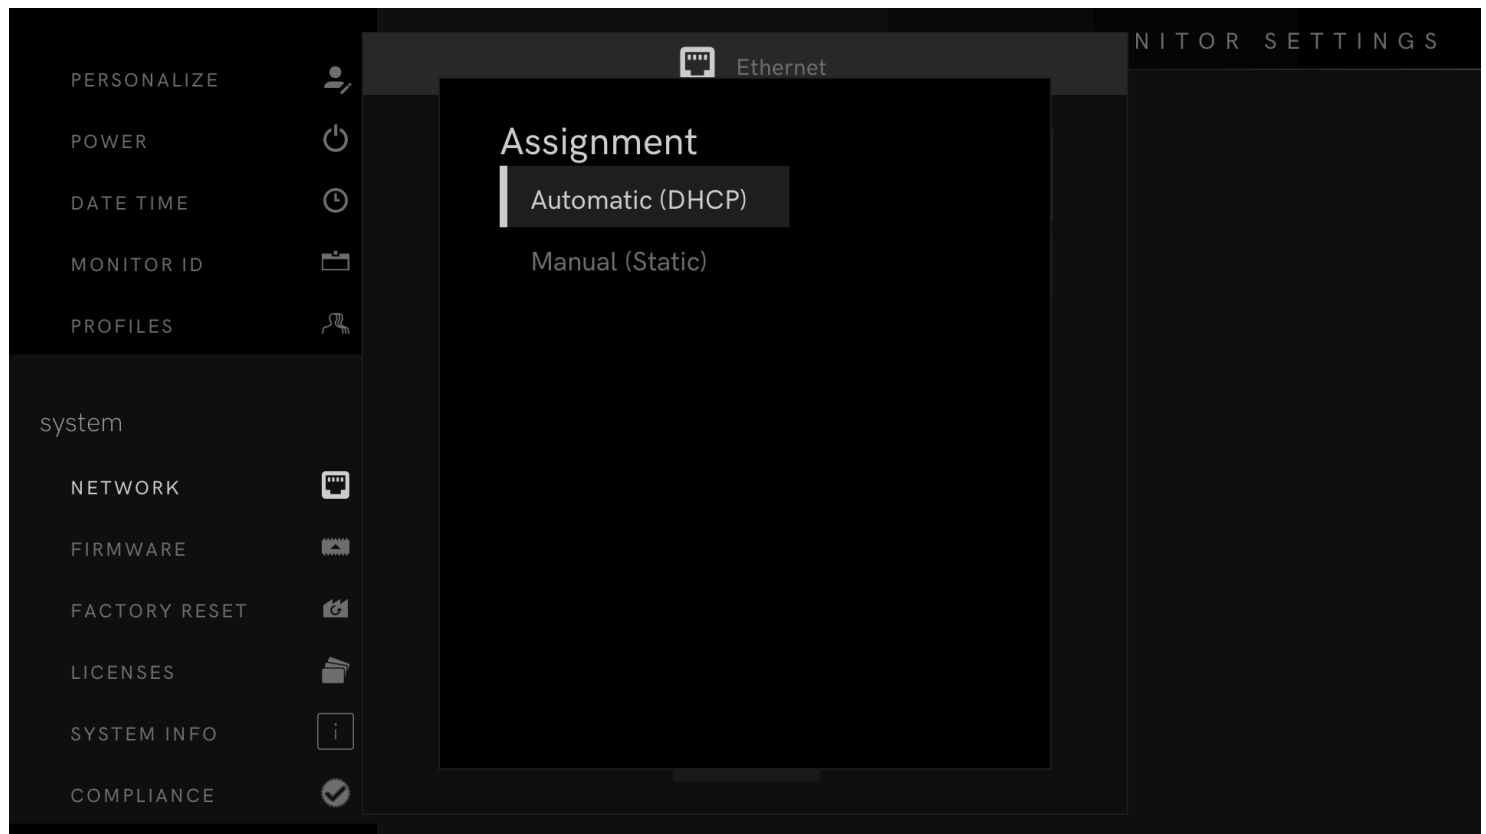 NITOR SETTINGS
PERSONALIZE
POWER
DATE TIME
MONITOR ID
PROFILES
system
NETWORK
FIRMWARE
FACTORY RESET
LICENSES
SYSTEM INFO
i
COMPLIANCE
Ethernet
Assignment
Automatic (DHCP)
Manual (Static)